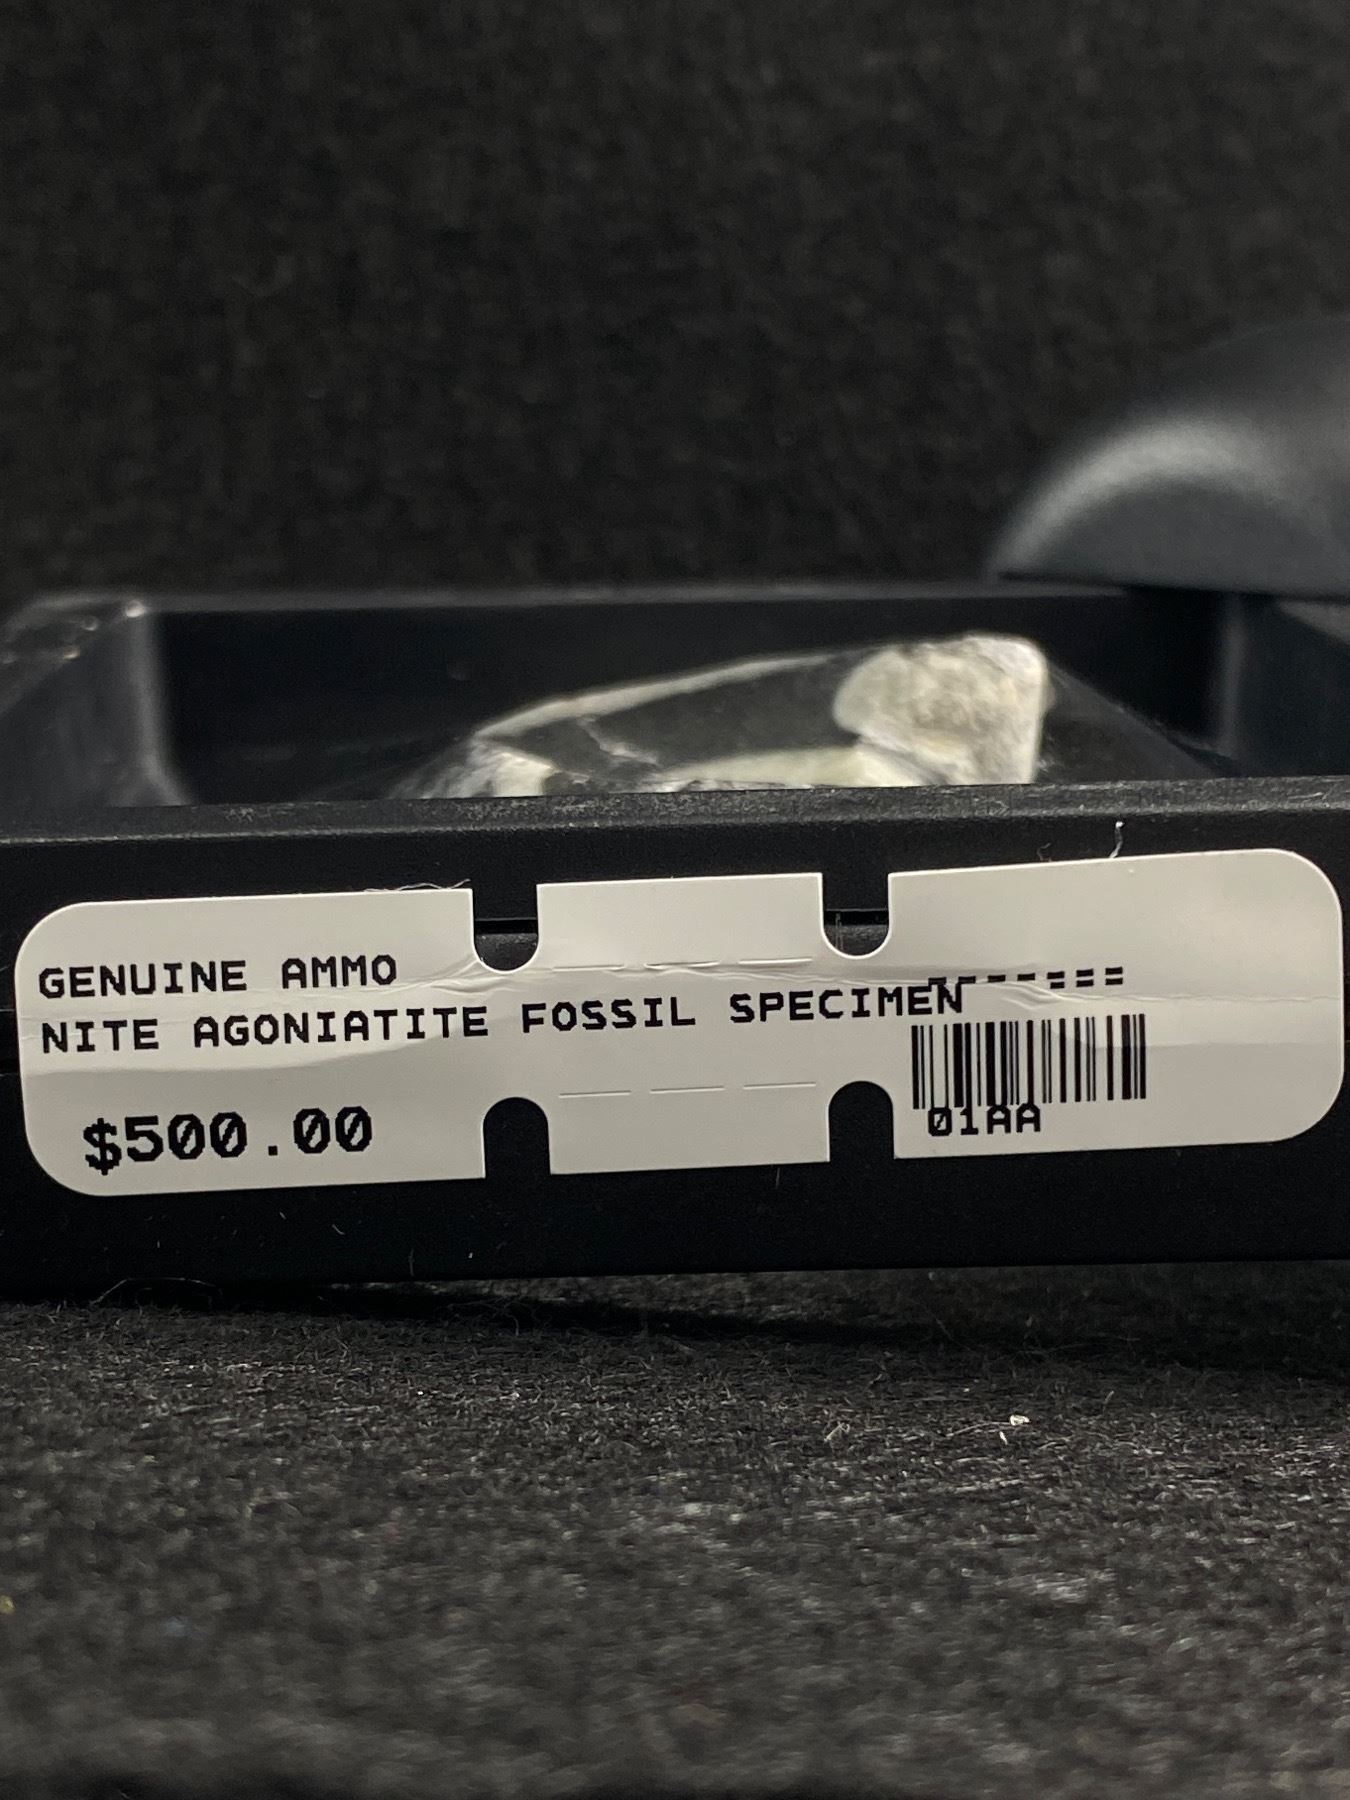 GENUINE AMMO
NITE AGONIATITE FOSSIL SPECIMEN
$500.00
01AA